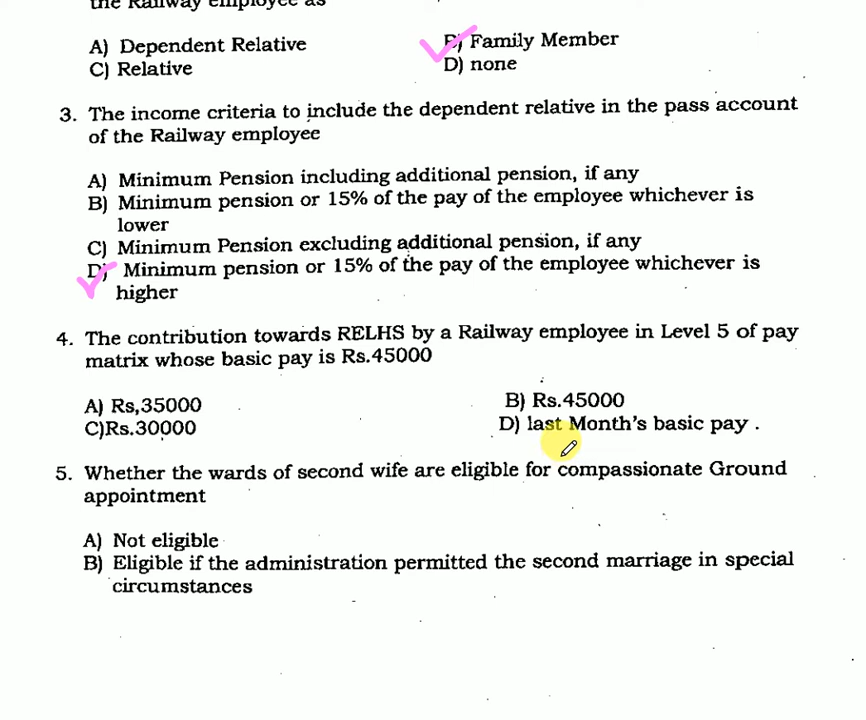 the Railway employee as
A) Dependent Relative
B) Family Member
C) Relative
D) none
3. The income criteria to include the dependent relative in the pass account
of the Railway employee
A) Minimum Pension including additional pension, if any
B) Minimum pension or 15% of the pay of the employee whichever is
lower
C) Minimum Pension excluding additional pension, if any
D) Minimum pension or 15% of the pay of the employee whichever is
higher
4. The contribution towards RELHS by a Railway employee in Level 5 of pay
matrix whose basic pay is Rs.45000
A) Rs,35000
B) Rs.45000
C)Rs.30000
D) last Month's basic pay .
5. Whether the wards of second wife are eligible for compassionate Ground
appointment
A) Not eligible
B) Eligible if the administration permitted the second marriage in special
circumstances